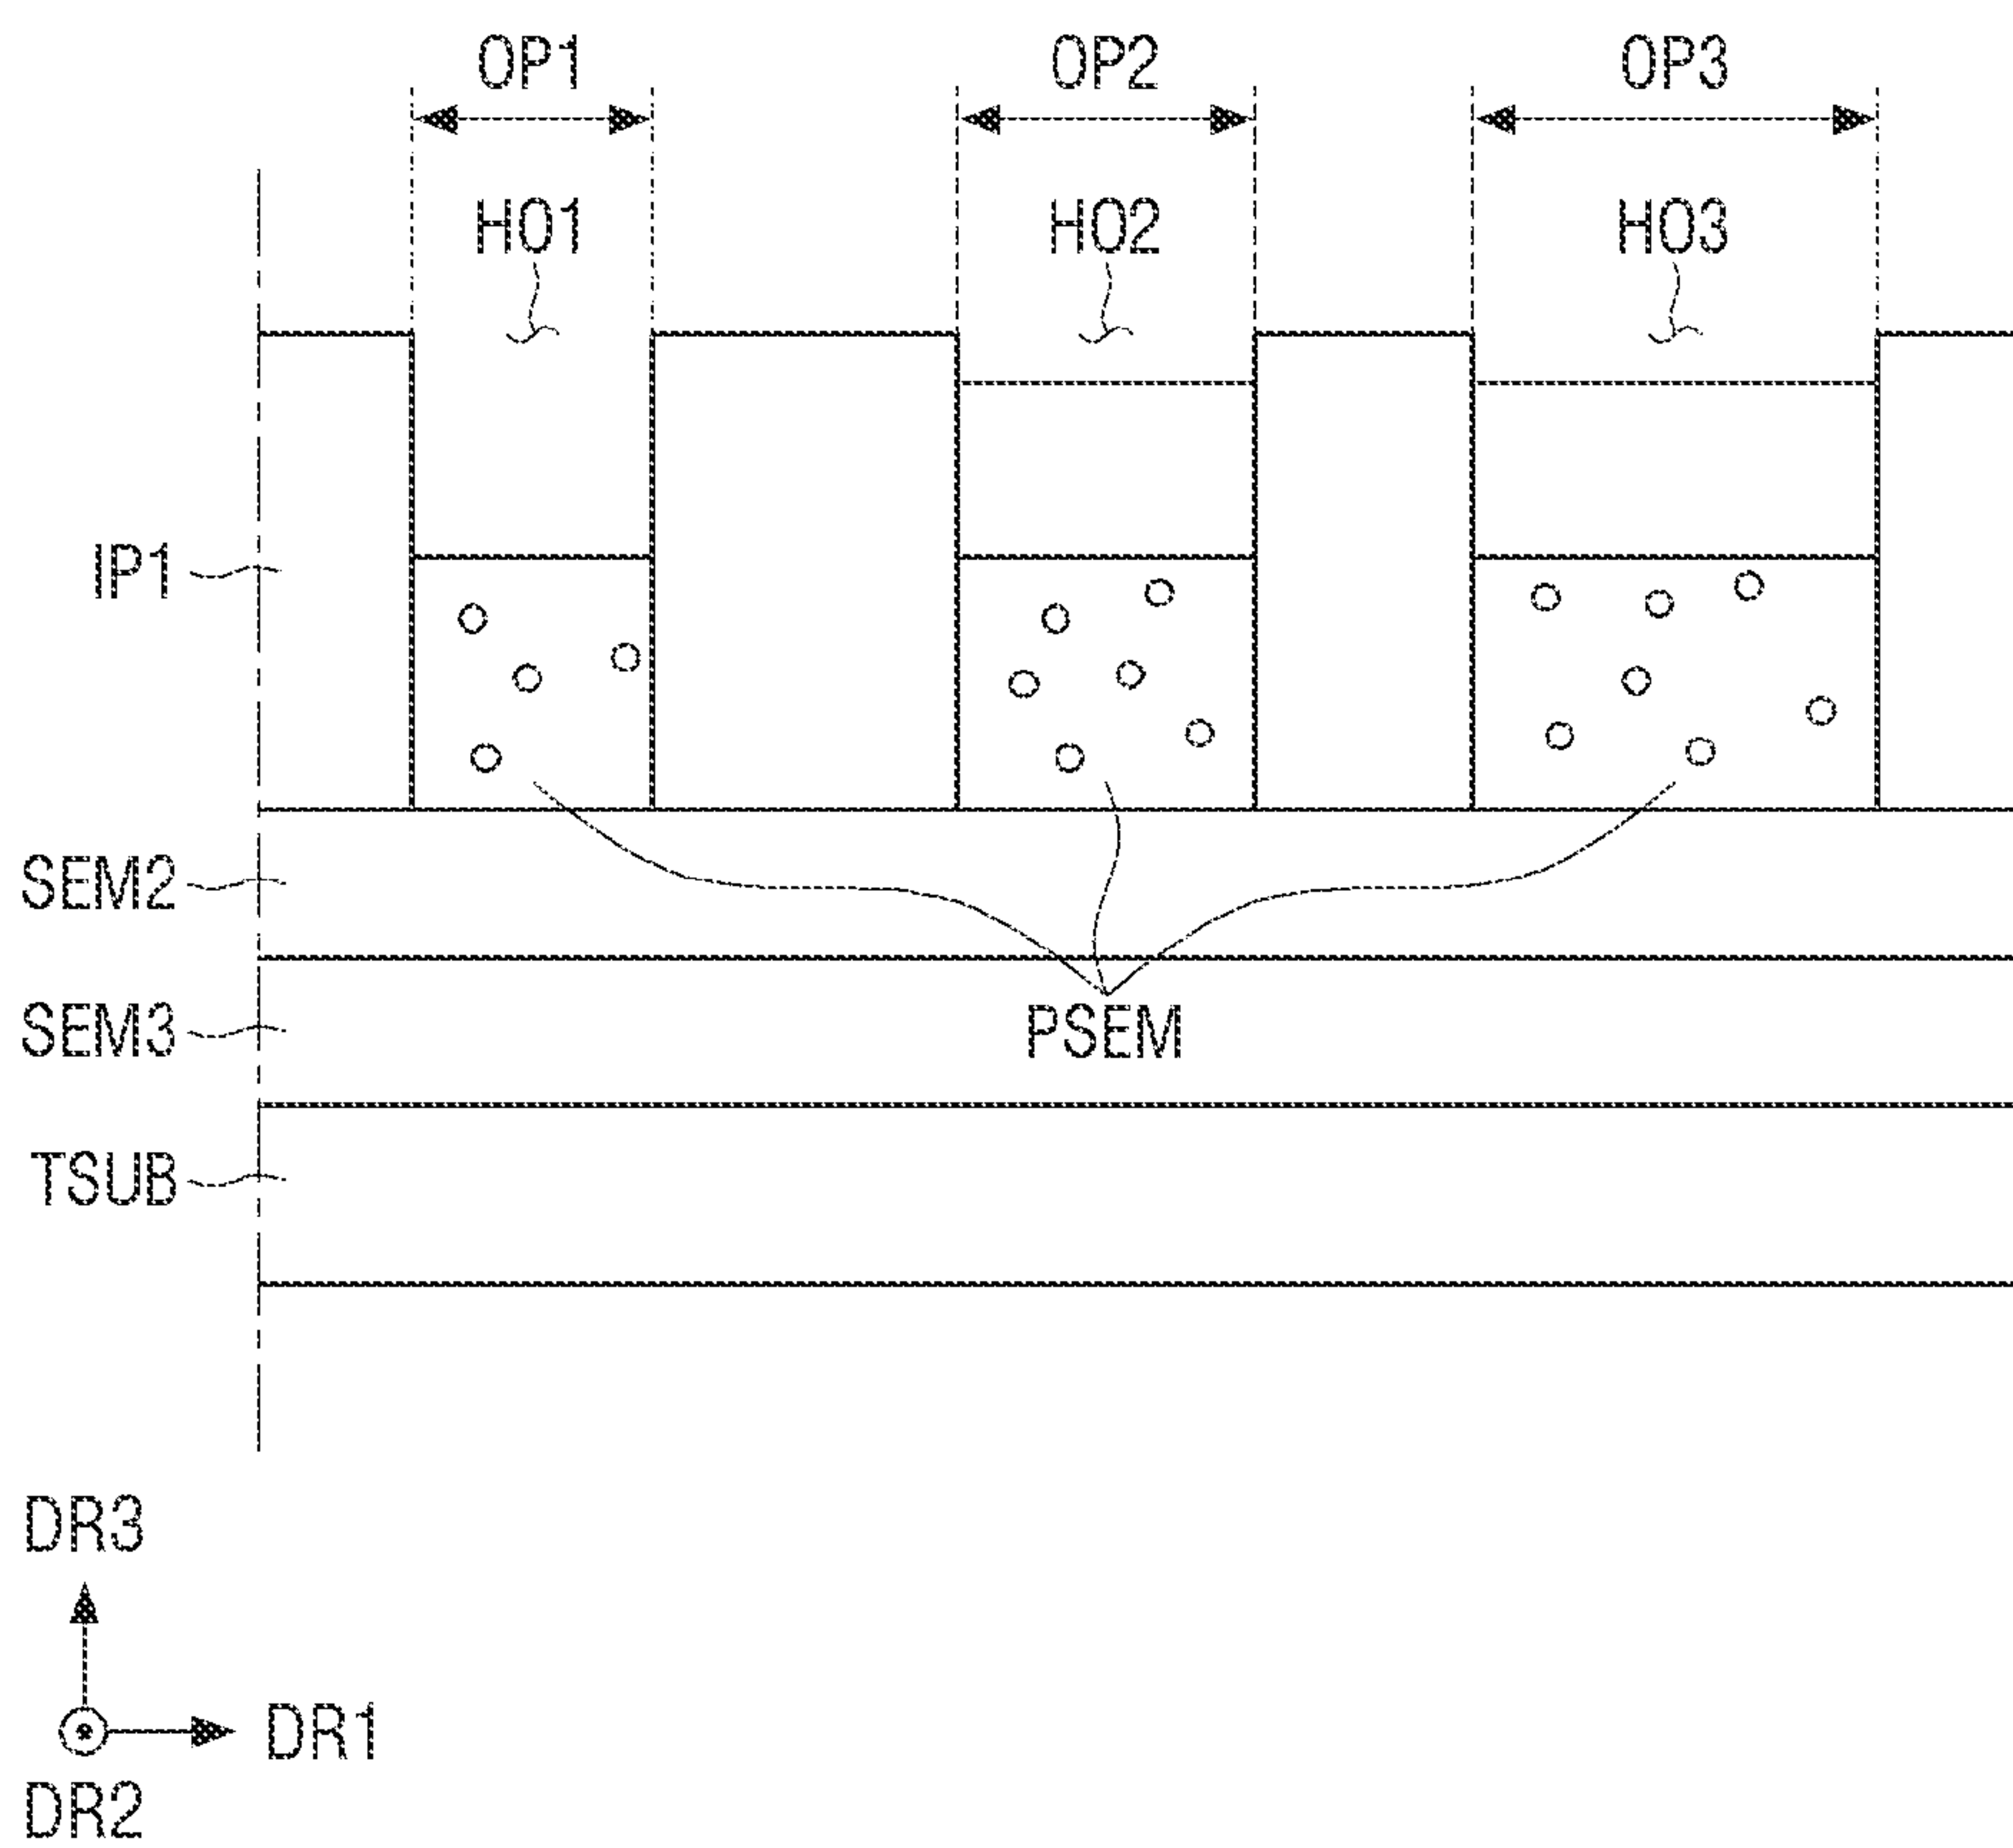 OP1 OP2 OP3
HO1 HO2 HO3
IP1
SEM2
SEM3 PSEM
TSUB
DR3
DR1
DR2